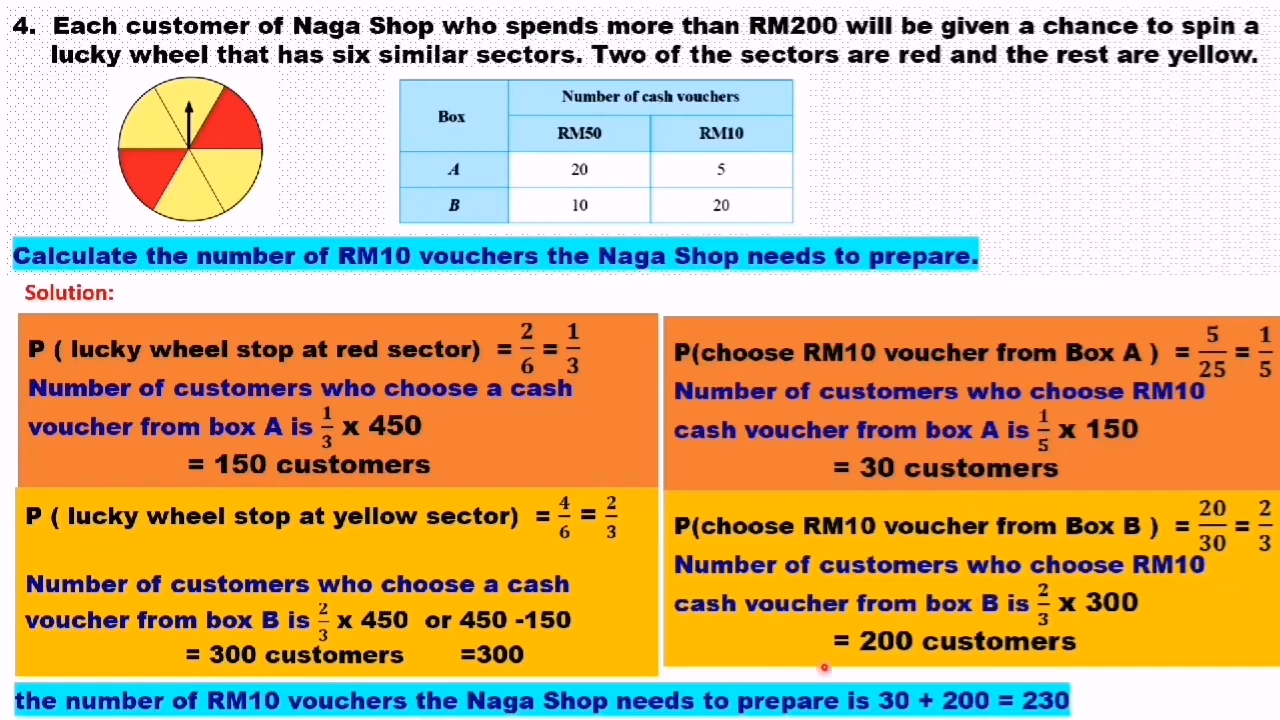 4. Each customer of Naga Shop who spends more than RM200 will be given a chance to spin a
lucky wheel that has six similar sectors. Two of the sectors are red and the rest are yellow.
Box Number of cash vouchers
RM50 RM10
A 20 5
B 10 20
Calculate the number of RM10 vouchers the Naga Shop needs to prepare.
Solution:
P ( lucky wheel stop at red sector) = 2/6 = 1/3
Number of customers who choose a cash
voucher from box A is 1/3 x 450
= 150 customers
P ( lucky wheel stop at yellow sector) = 4/6 = 2/3
Number of customers who choose a cash
voucher from box B is 2/3 x 450 or 450 -150
= 300 customers =300
P(choose RM10 voucher from Box A ) = 5/25 = 1/5
Number of customers who choose RM10
cash voucher from box A is 1/5 x 150
= 30 customers
P(choose RM10 voucher from Box B ) = 20/30 = 2/3
Number of customers who choose RM10
cash voucher from box B is 2/3 x 300
= 200 customers
the number of RM10 vouchers the Naga Shop needs to prepare is 30 + 200 = 230